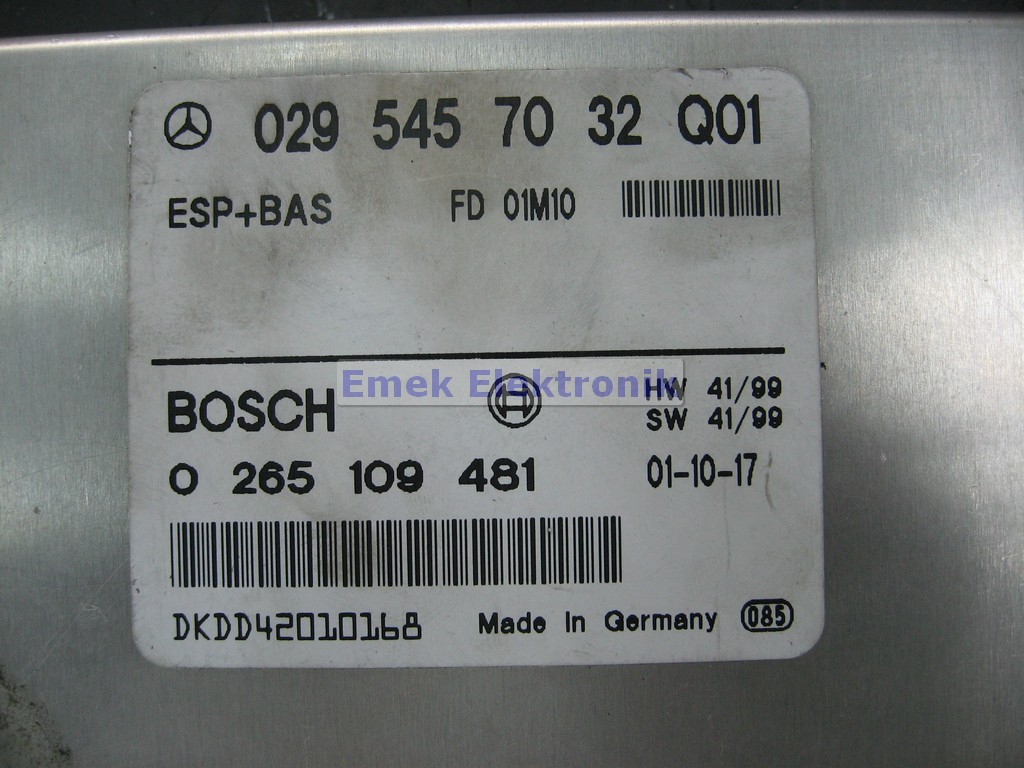 029 545 70 32 Q01
ESP+BAS FD 01M10
Emek Elektronik
BOSCH HW 41/99
SW 41/99
0 265 109 481 01-10-17
DKDD42010168 Made in Germany 085